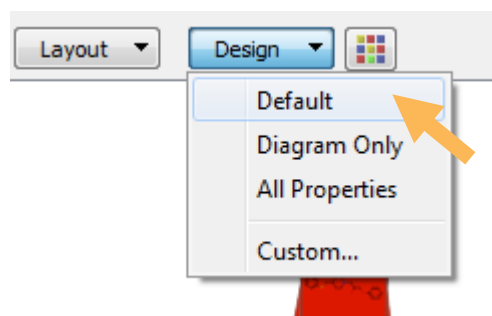 Layout
Design
Default
Diagram Only
All Properties
Custom...